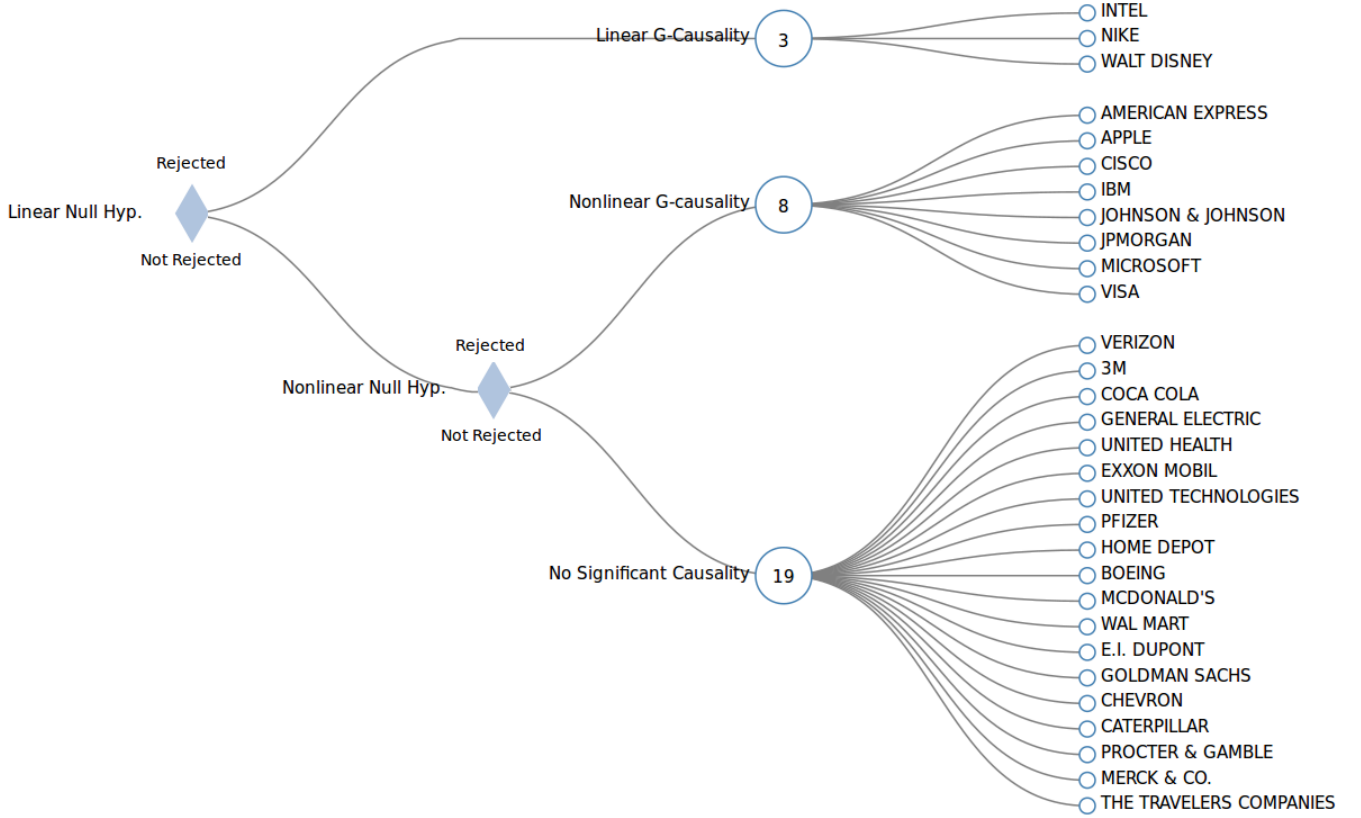 Linear Null Hyp.
Rejected
Not Rejected
Linear G-Causality
3
INTEL
NIKE
WALT DISNEY
Nonlinear Null Hyp.
Rejected
Not Rejected
Nonlinear G-causality
8
AMERICAN EXPRESS
APPLE
CISCO
IBM
JOHNSON & JOHNSON
JPMORGAN
MICROSOFT
VISA
No Significant Causality
19
VERIZON
3M
COCA COLA
GENERAL ELECTRIC
UNITED HEALTH
EXXON MOBIL
UNITED TECHNOLOGIES
PFIZER
HOME DEPOT
BOEING
MCDONALD'S
WAL MART
E.I. DUPONT
GOLDMAN SACHS
CHEVRON
CATERPILLAR
PROCTER & GAMBLE
MERCK & CO.
THE TRAVELERS COMPANIES